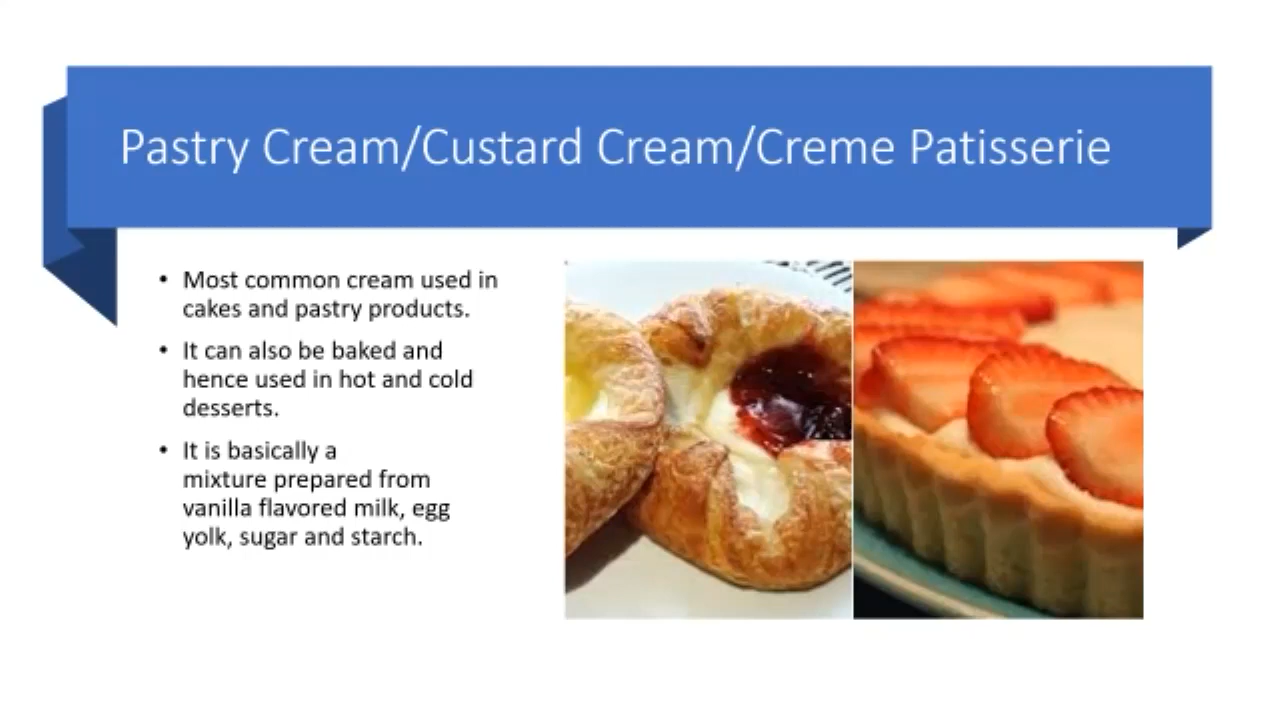 Pastry Cream/Custard Cream/Creme Patisserie
• Most common cream used in
cakes and pastry products.
• It can also be baked and
hence used in hot and cold
desserts.
• It is basically a
mixture prepared from
vanilla flavored milk, egg
yolk, sugar and starch.